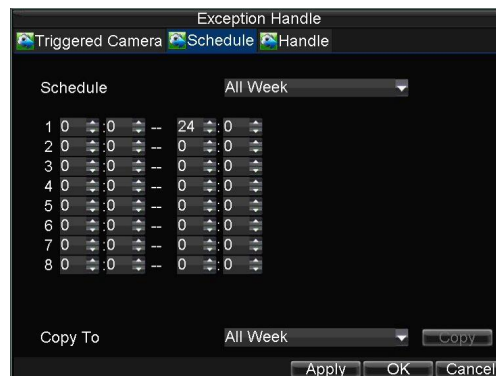 Exception Handle
Triggered Camera Schedule Handle
Schedule All Week
1 0 :0 -- 24 :0
2 0 :0 -- 0 :0
3 0 :0 -- 0 :0
4 0 :0 -- 0 :0
5 0 :0 -- 0 :0
6 0 :0 -- 0 :0
7 0 :0 -- 0 :0
8 0 :0 -- 0 :0
Copy To All Week Copy
Apply OK Cancel